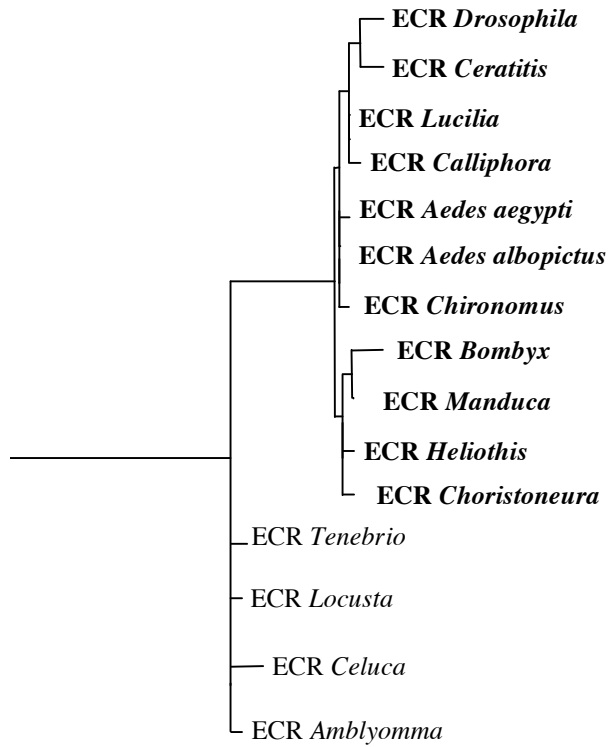 ECR Drosophila
ECR Ceratitis
ECR Lucilia
ECR Calliphora
ECR Aedes aegypti
ECR Aedes albopictus
ECR Chironomus
ECR Bombyx
ECR Manduca
ECR Heliothis
ECR Choristoneura
ECR Tenebrio
ECR Locusta
ECR Celuca
ECR Amblyomma